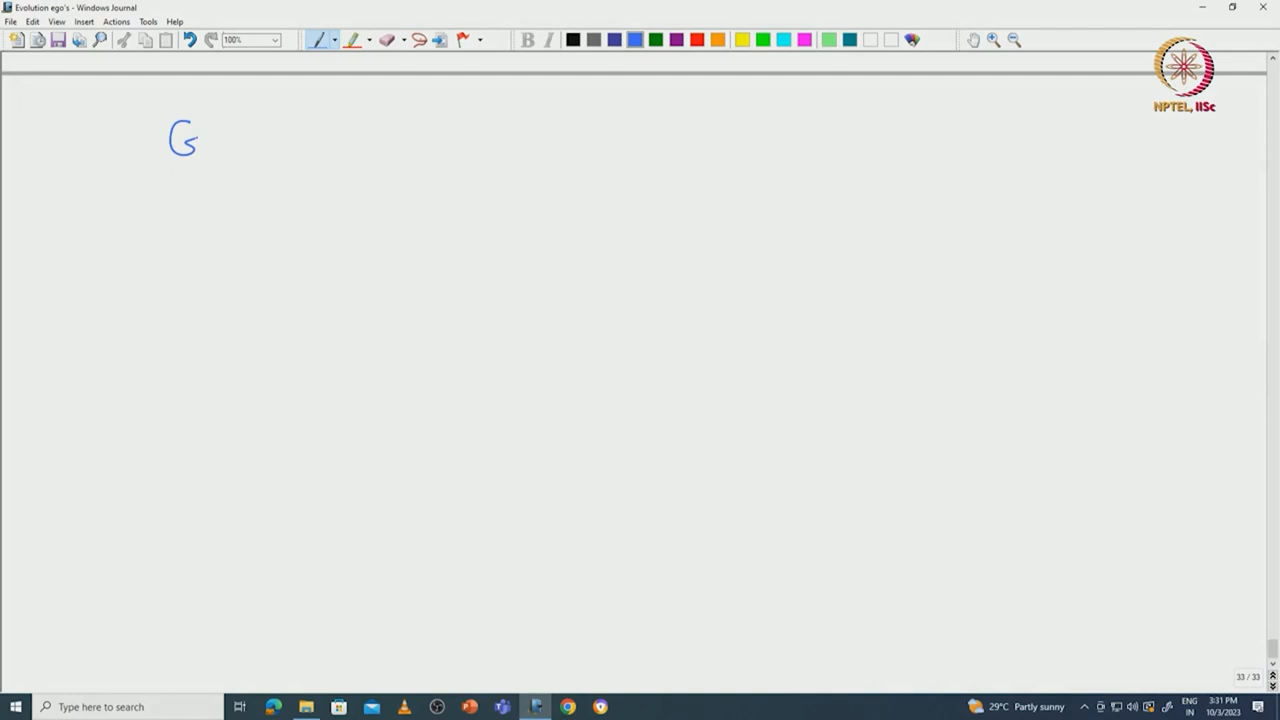 Evolution eqo's - Windows Journal
File Edit View Insert Actions Tools Help
100%
B I
NPTEL, IISc
G
33 / 33
Type here to search
29°C Partly sunny
ENG
IN
3:31 PM
10/3/2023